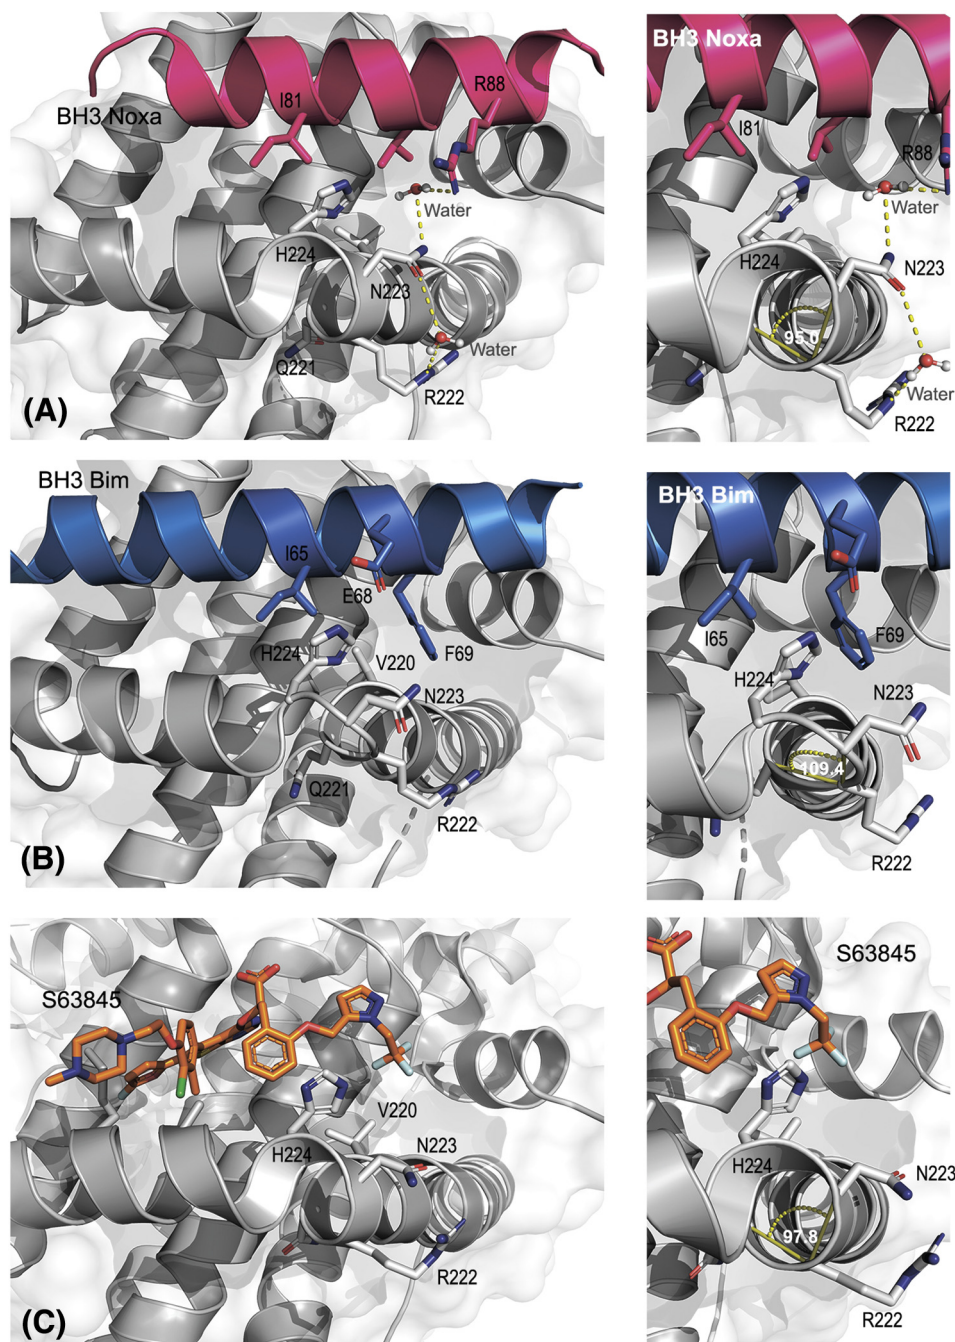 BH3 Noxa
I81
R88
Water
H224
N223
Water
Q221
R222
(A)
BH3 Noxa
I81
R88
Water
H224
N223
95.0
Water
R222
BH3 Bim
I65
E68
H224
V220
F69
N223
Q221
R222
(B)
BH3 Bim
I65
F69
H224
N223
109.4
R222
S63845
V220
H224
N223
R222
(C)
S63845
H224
N223
97.8
R222